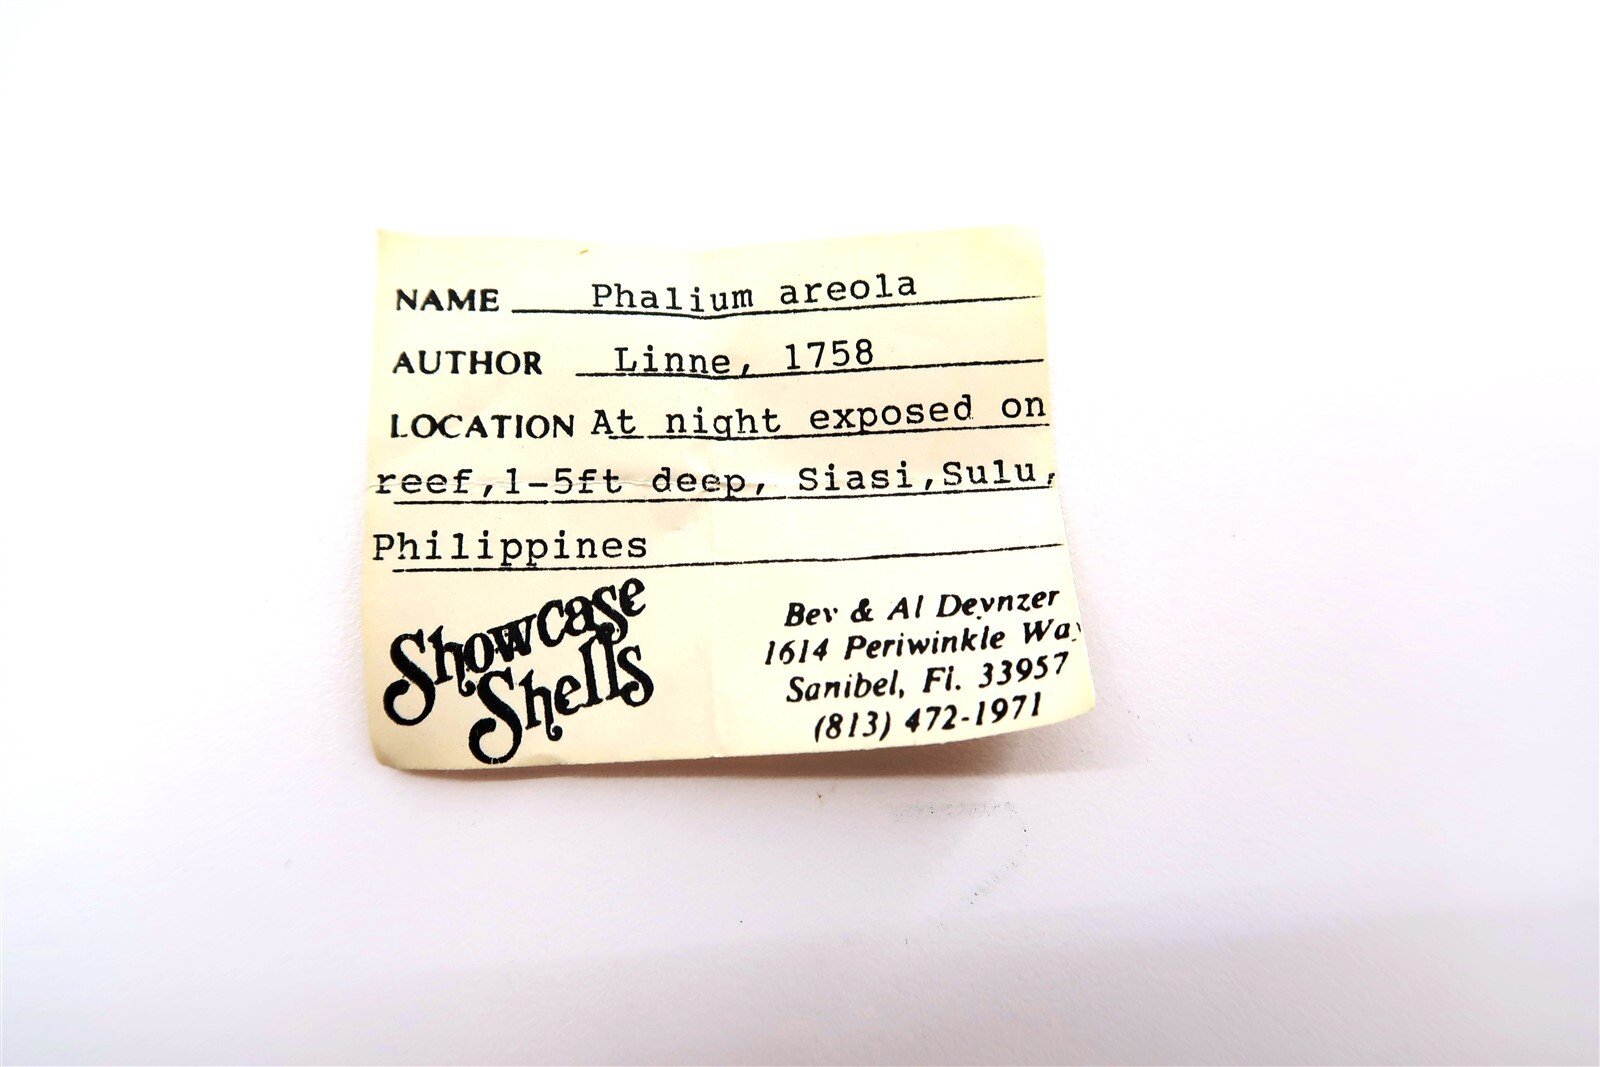 NAME Phalium areola
AUTHOR Linne, 1758
LOCATION At night exposed on
reef,1-5ft deep, Siasi,Sulu,
Philippines
Showcase
Shells
Bev & Al Deynzer
1614 Periwinkle Way
Sanibel, Fl. 33957
(813) 472-1971